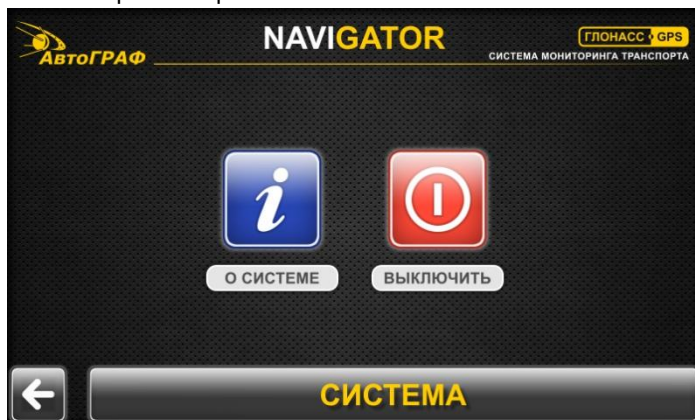 АвтоГРАФ
NAVIGATOR
ГЛОНАСС GPS
СИСТЕМА МОНИТОРИНГА ТРАНСПОРТА
i
О СИСТЕМЕ
ВЫКЛЮЧИТЬ
СИСТЕМА